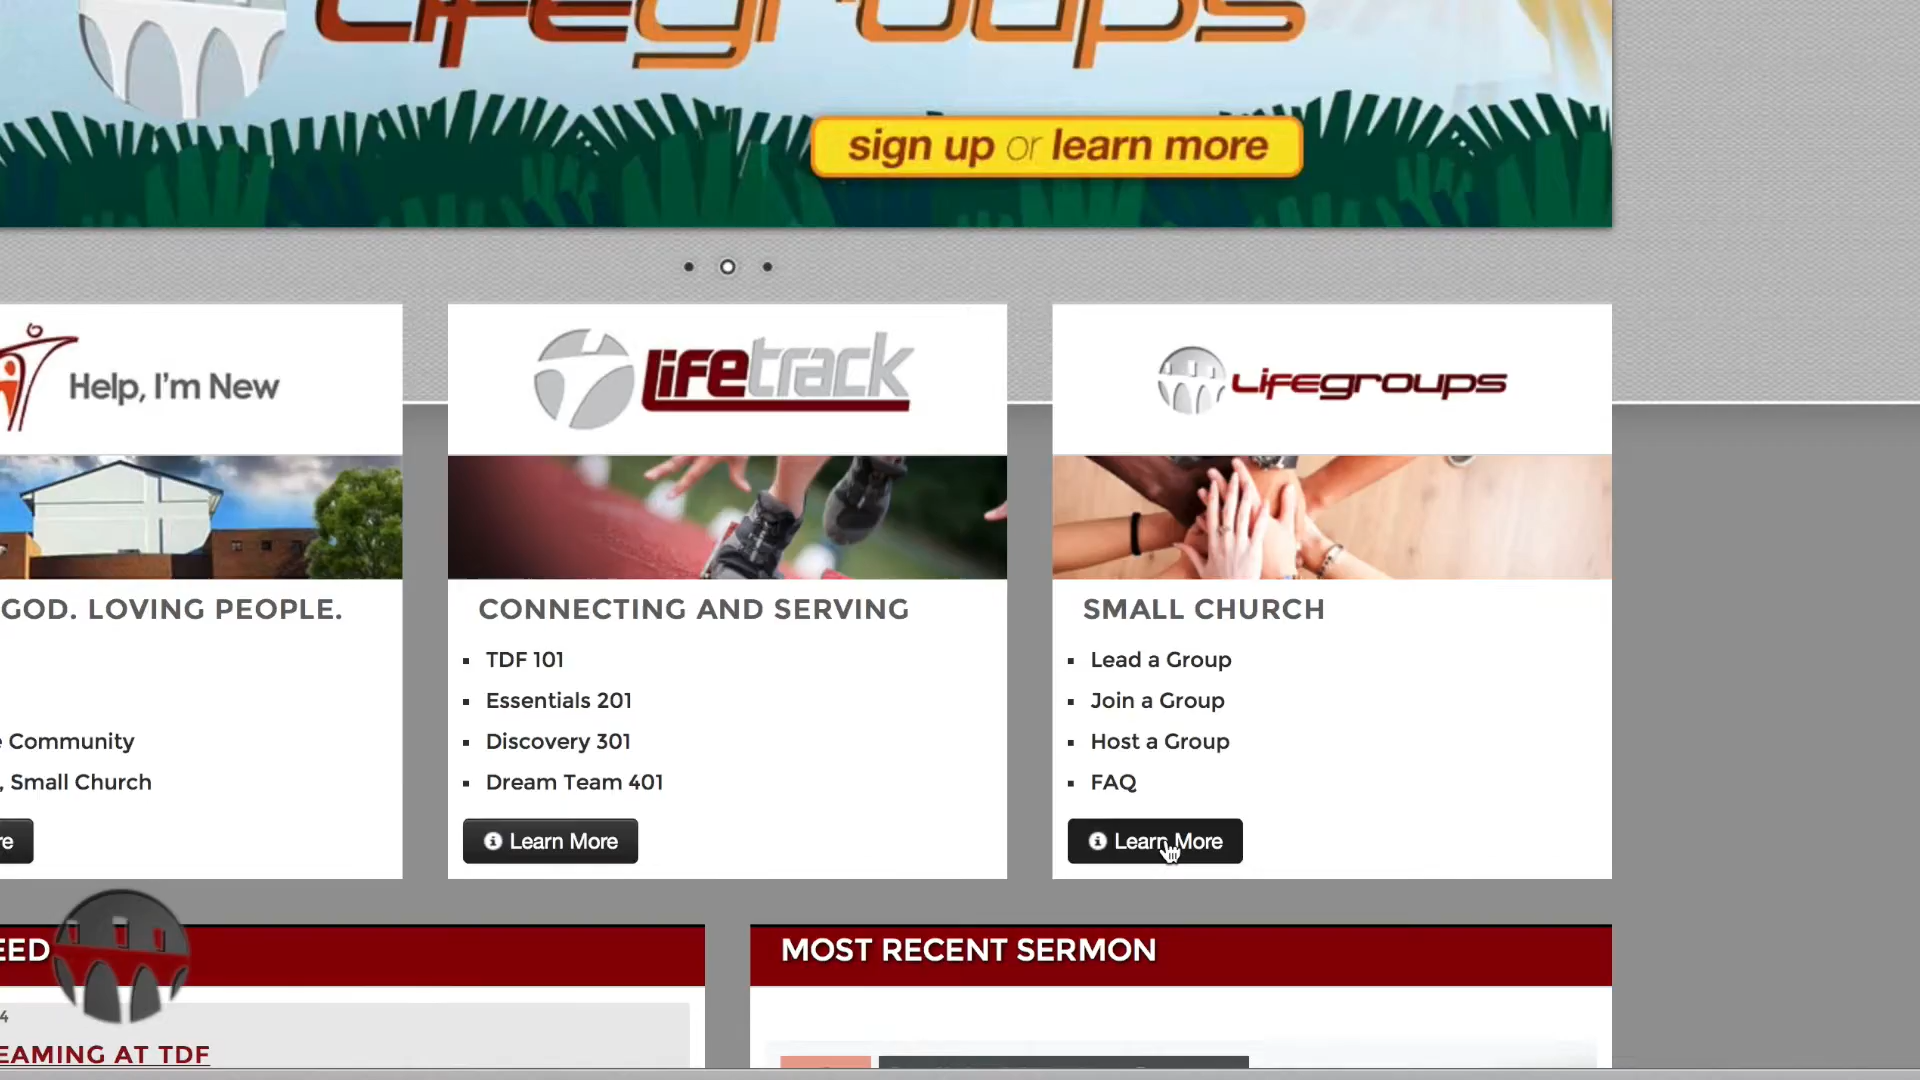 Lifegroups
sign up or learn more
Help, I'm New
Lifetrack
Lifegroups
GOD. LOVING PEOPLE.
CONNECTING AND SERVING
SMALL CHURCH
TDF 101
Lead a Group
Essentials 201
Join a Group
Community
Discovery 301
Host a Group
, Small Church
Dream Team 401
FAQ
Learn More
Learn More
MOST RECENT SERMON
4
AT TDF